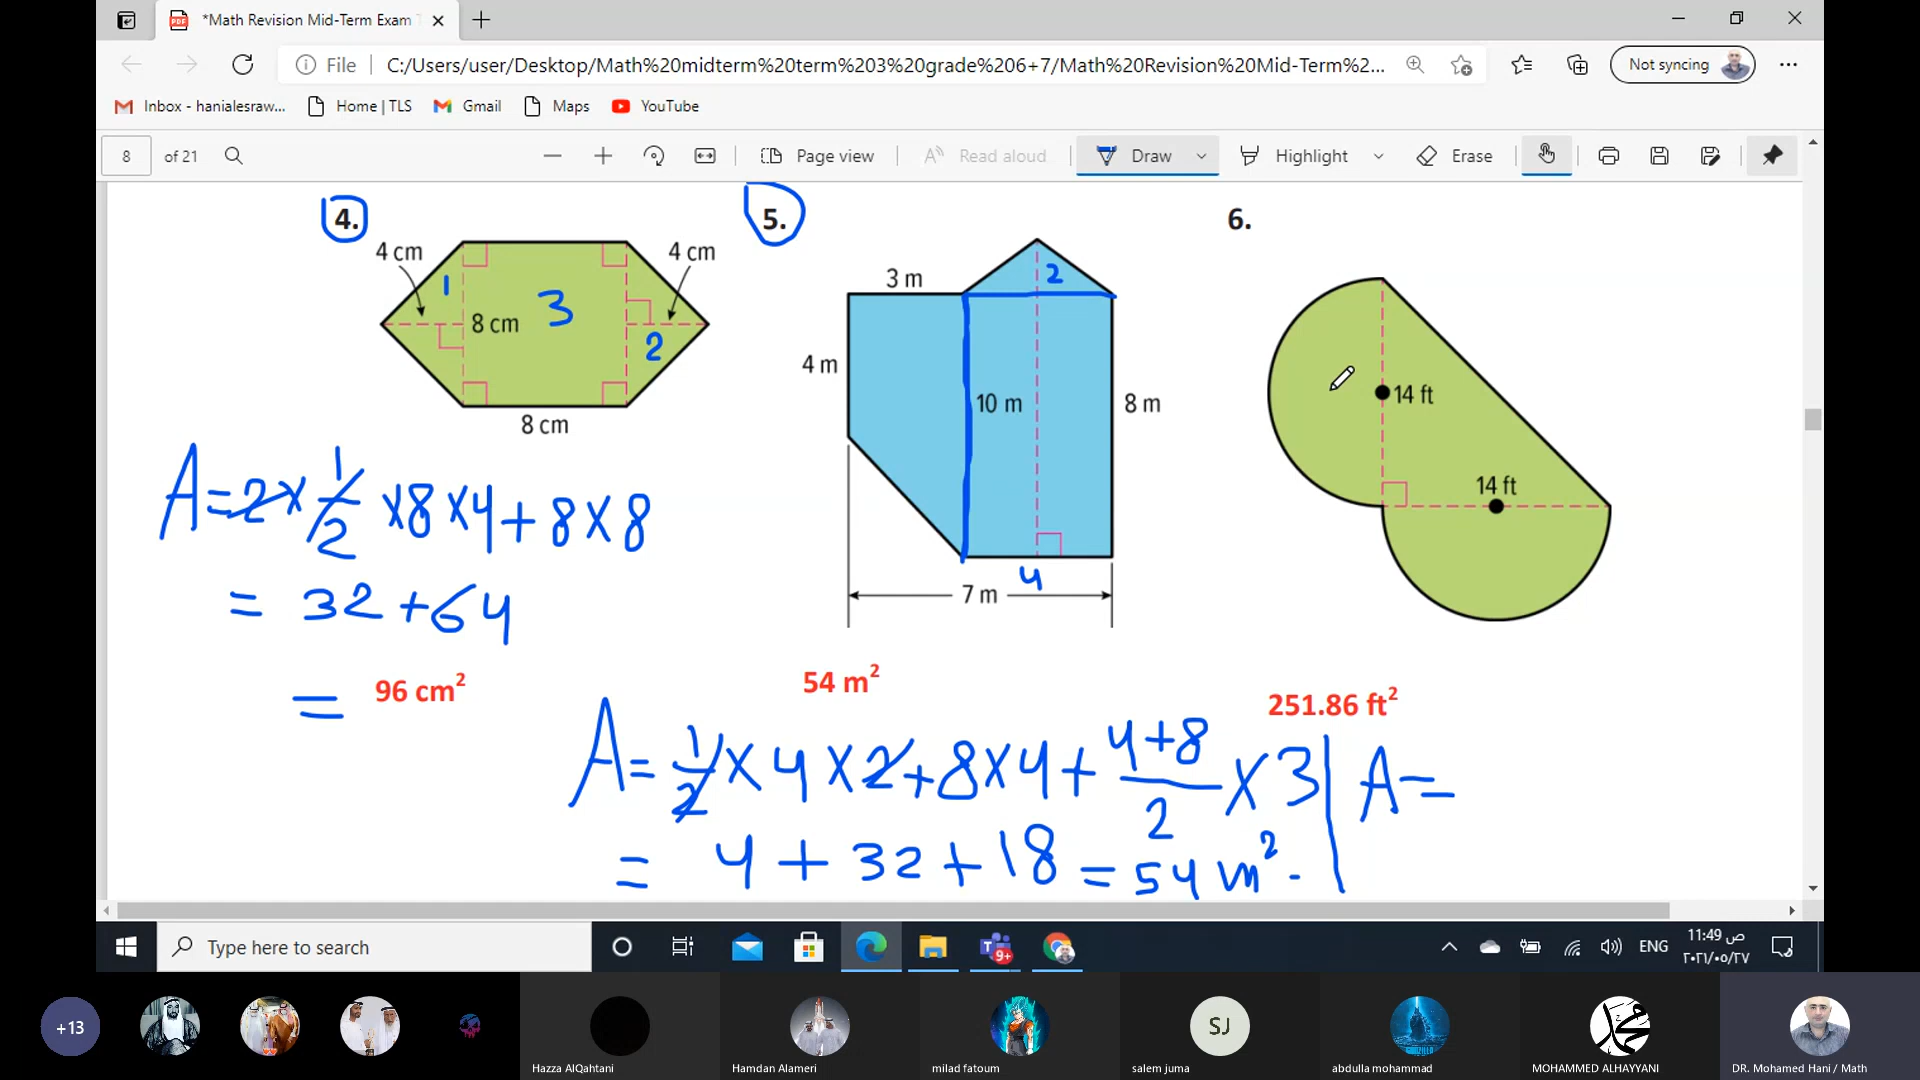 *Math Revision Mid-Term Exam T
File C:/Users/user/Desktop/Math%20midterm%20term%203%20grade%206+7/Math%20Revision%20Mid-Term%2... Not syncing
Inbox - hanialesraw... Home | TLS Gmail Maps YouTube
8 of 21 Page view Read aloud Draw Highlight Erase
4. 5. 6.
4 cm 4 cm
1 3 8 cm 2
8 cm
3 m 2
4 m 10 m 8 m
4
7 m
14 ft
14 ft
A=2×1/2×8×4+8×8
= 32+64
= 96 cm²
54 m²
251.86 ft²
A=1/2×4×2+8×4+4+8/2×3 A=
= 4+32+18=54 m².
Type here to search
9+
ENG
11:49 ص
٢٠٢١/٠٥/٢٧
+13
SJ
Hazza AlQahtani Hamdan Alameri milad fatoum salem juma abdulla mohammad MOHAMMED ALHAYYANI DR. Mohamed Hani / Math